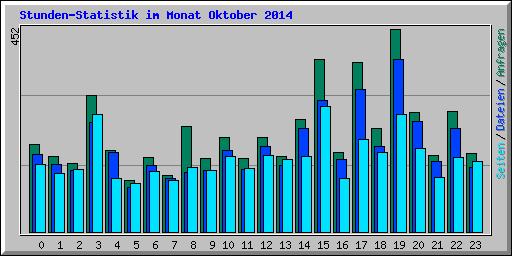 Stunden-Statistik im Monat Oktober 2014
452
Seiten / Dateien / Anfragen
0 1 2 3 4 5 6 7 8 9 10 11 12 13 14 15 16 17 18 19 20 21 22 23